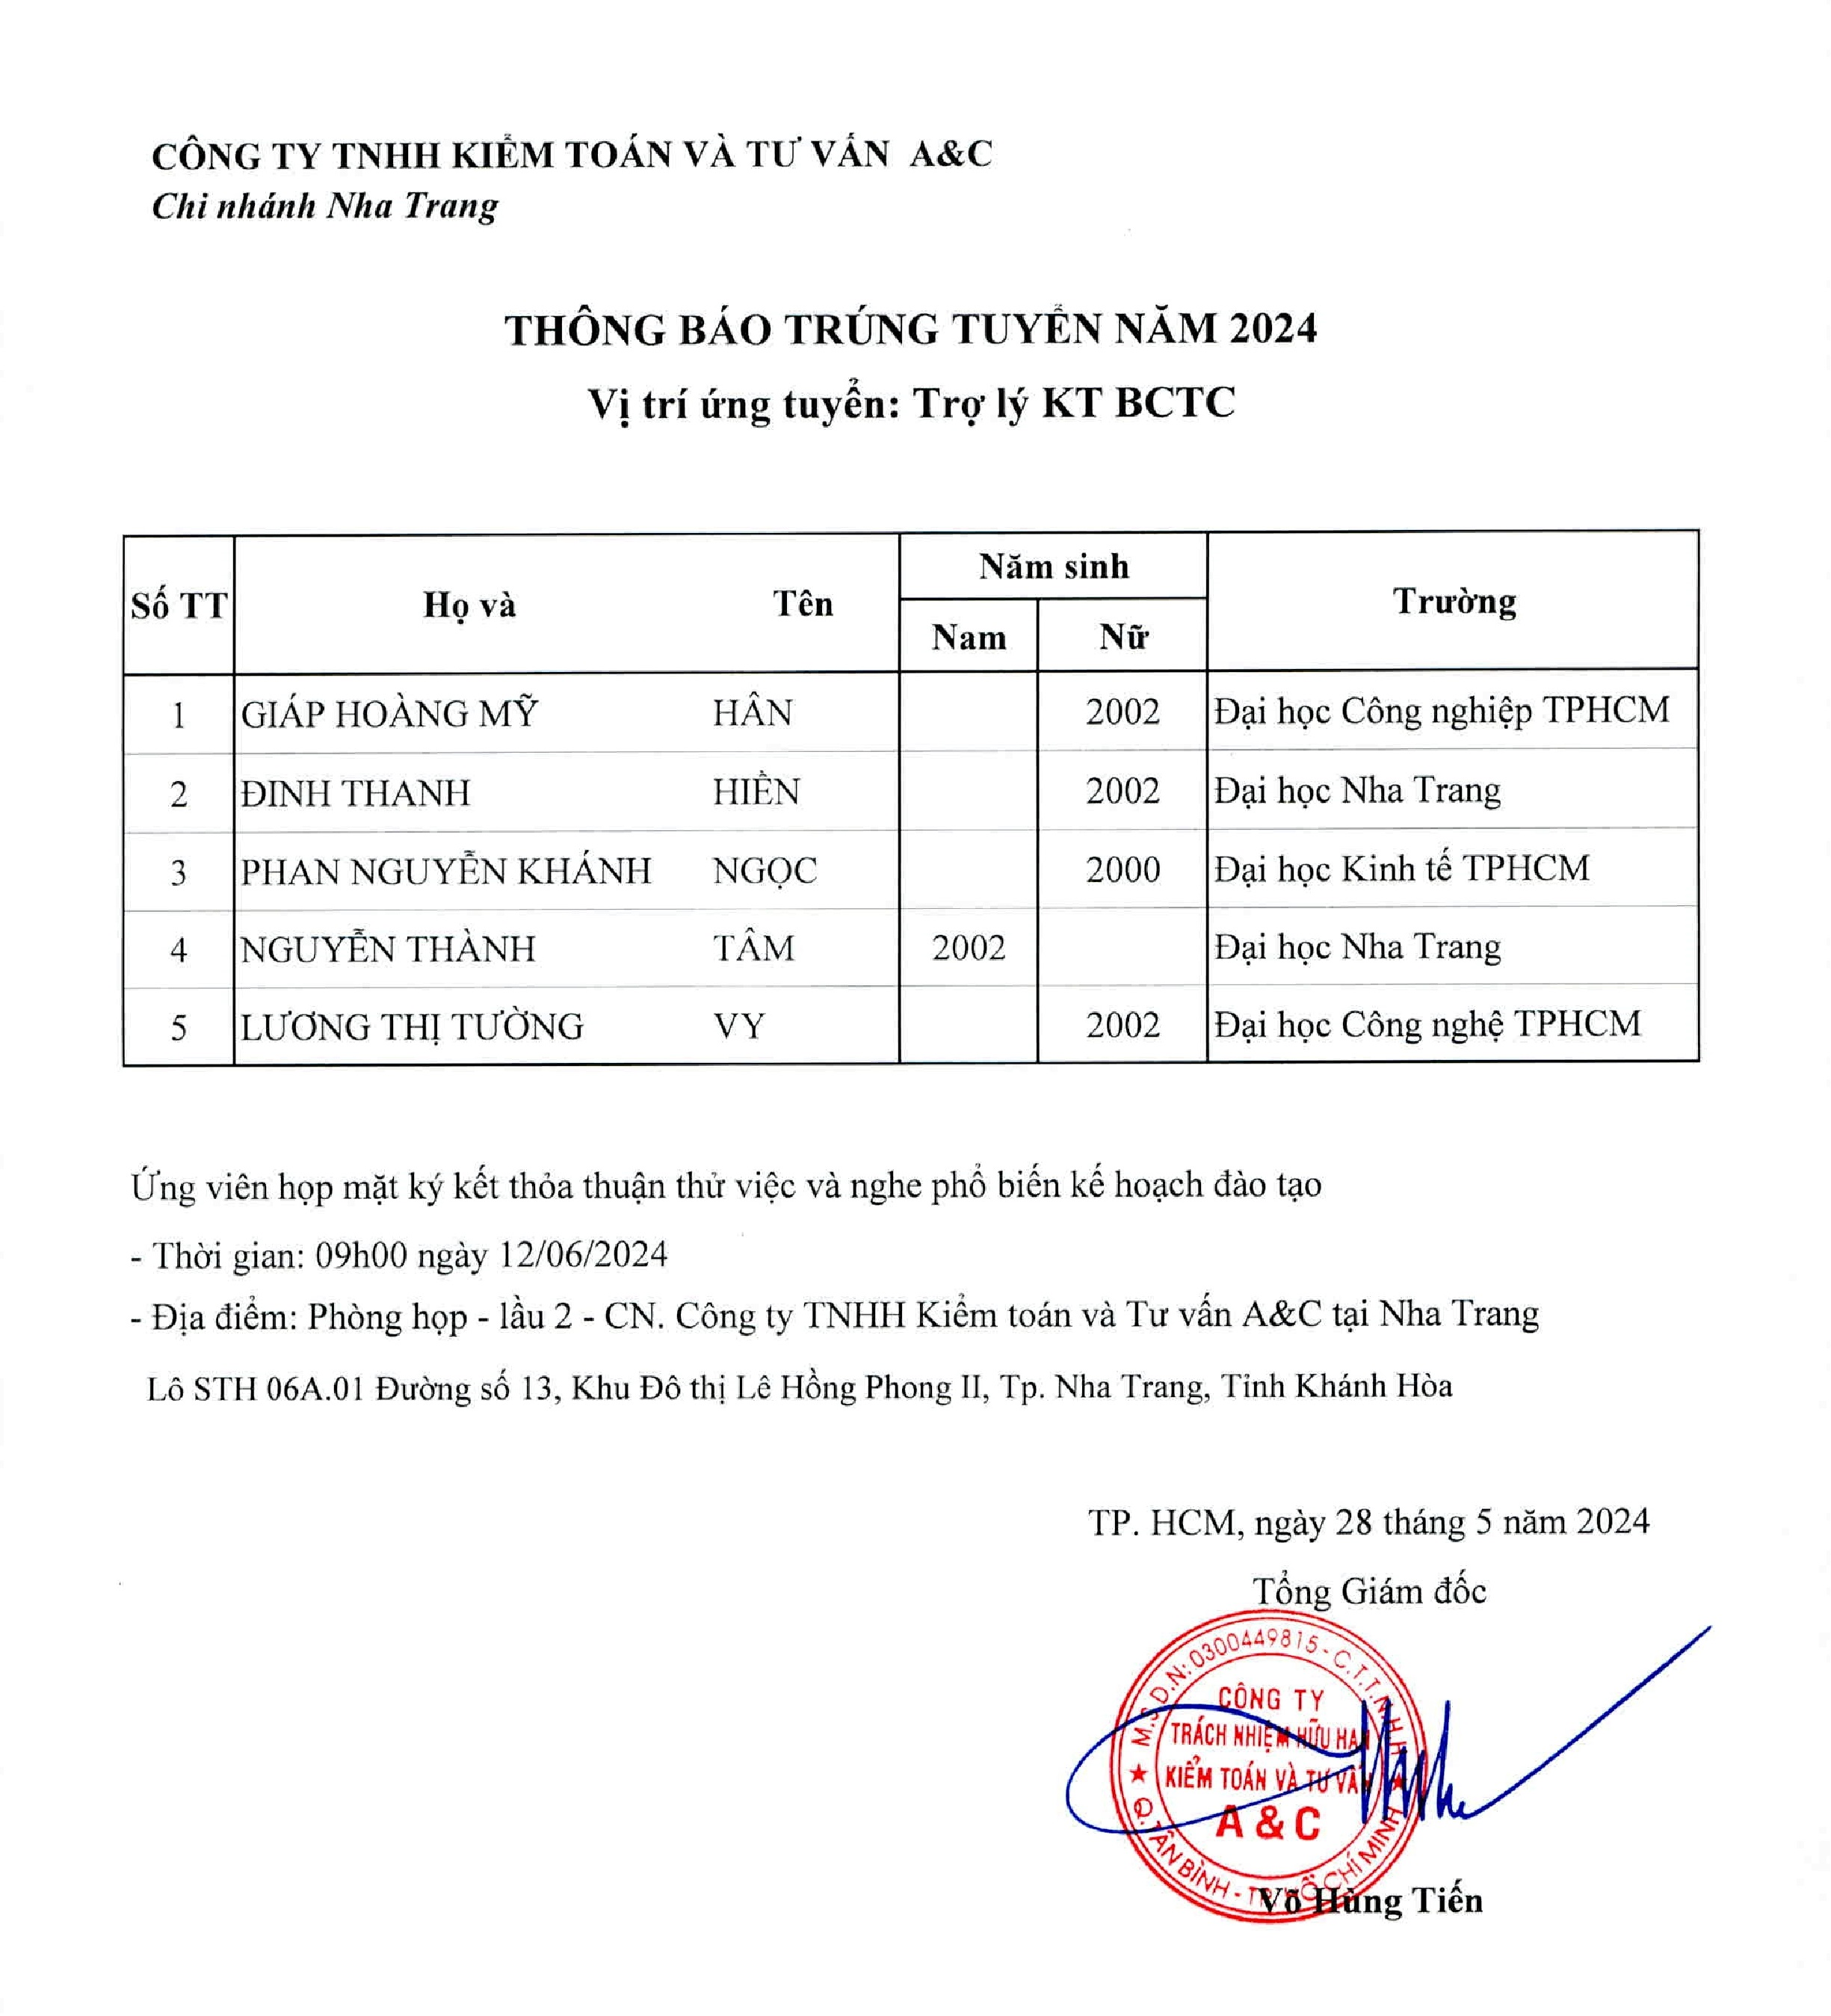 CÔNG TY TNHH KIỂM TOÁN VÀ TƯ VẤN A&C
Chi nhánh Nha Trang
THÔNG BÁO TRÚNG TUYỂN NĂM 2024
Vị trí ứng tuyển: Trợ lý KT BCTC
Số TT Họ và Tên Năm sinh Trường
Nam Nữ
1 GIÁP HOÀNG MỸ HÂN 2002 Đại học Công nghiệp TPHCM
2 ĐINH THANH HIỀN 2002 Đại học Nha Trang
3 PHAN NGUYỄN KHÁNH NGỌC 2000 Đại học Kinh tế TPHCM
4 NGUYỄN THÀNH TÂM 2002 Đại học Nha Trang
5 LƯƠNG THỊ TƯỜNG VY 2002 Đại học Công nghệ TPHCM
Ứng viên họp mặt ký kết thỏa thuận thử việc và nghe phổ biến kế hoạch đào tạo
- Thời gian: 09h00 ngày 12/06/2024
- Địa điểm: Phòng họp - lầu 2 - CN. Công ty TNHH Kiểm toán và Tư vấn A&C tại Nha Trang
Lô STH 06A.01 Đường số 13, Khu Đô thị Lê Hồng Phong II, Tp. Nha Trang, Tỉnh Khánh Hòa
TP. HCM, ngày 28 tháng 5 năm 2024
Tổng Giám đốc
M.S.D.N: 0300449815 - C.T.T.N.H.H
CÔNG TY
TRÁCH NHIỆM HỮU HẠN
KIỂM TOÁN VÀ TƯ VẤN
A & C
Q. TÂN BÌNH - TP. HỒ CHÍ MINH
Võ Hùng Tiến